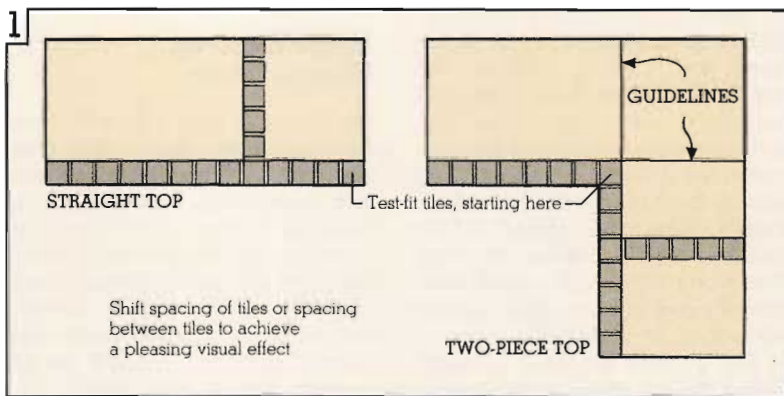 1
GUIDELINES
STRAIGHT TOP
Test-fit tiles, starting here
Shift spacing of tiles or spacing
between tiles to achieve
a pleasing visual effect
TWO-PIECE TOP